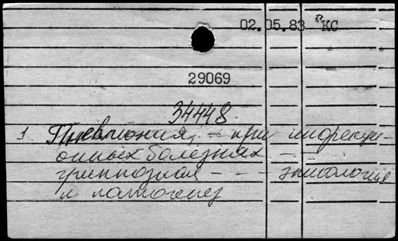 02.05.83 КС
29069
34448.
1. Пневмония, - при инфекци-
онных болезнях -
гриппозная - - - этиология
и патогенез